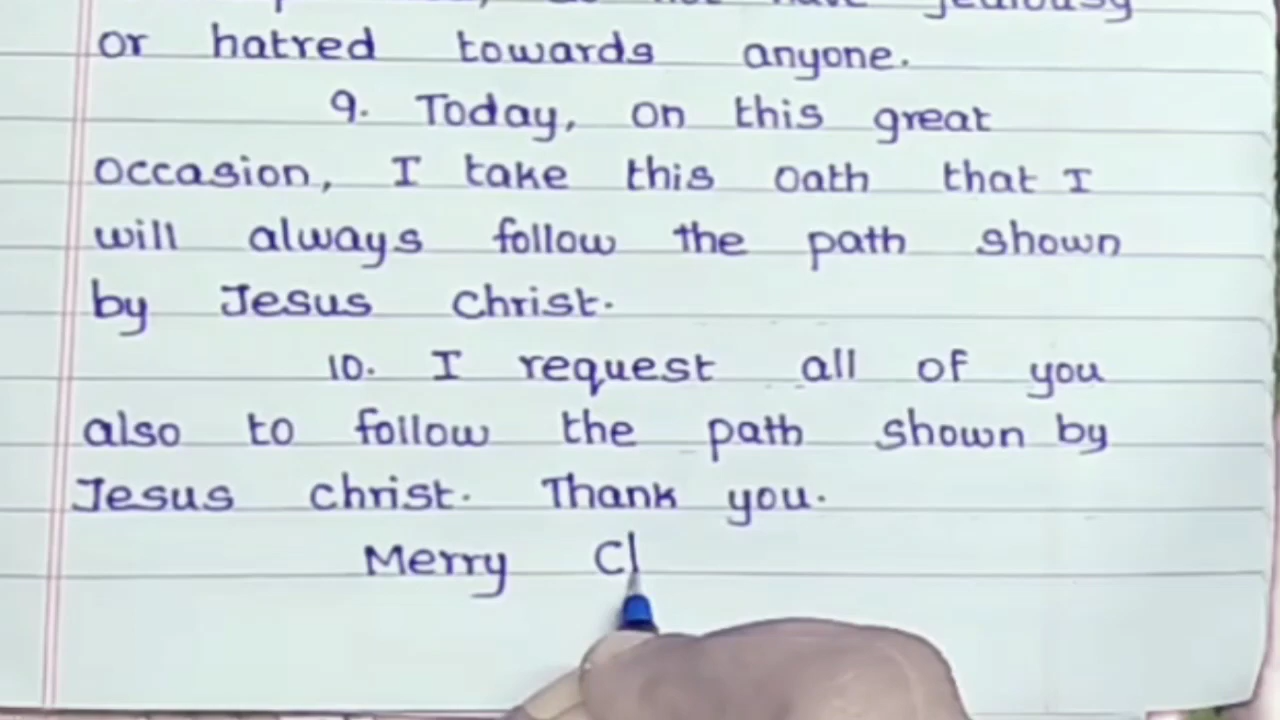 jealousy
or hatred towards anyone.
9. Today, on this great
occasion, I take this oath that I
will always follow the path shown
by Jesus Christ.
10. I request all of you
also to follow the path shown by
Jesus christ. Thank you.
Merry